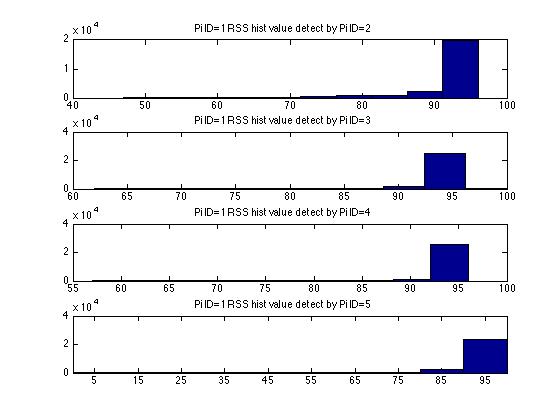 PiID=1 RSS hist value detect by PiID=2
x 10^4
2
1
0
40 50 60 70 80 90 100
PiID=1 RSS hist value detect by PiID=3
x 10^4
4
2
0
60 65 70 75 80 85 90 95 100
PiID=1 RSS hist value detect by PiID=4
x 10^4
4
2
0
55 60 65 70 75 80 85 90 95 100
PiID=1 RSS hist value detect by PiID=5
x 10^4
4
2
0
5 15 25 35 45 55 65 75 85 95